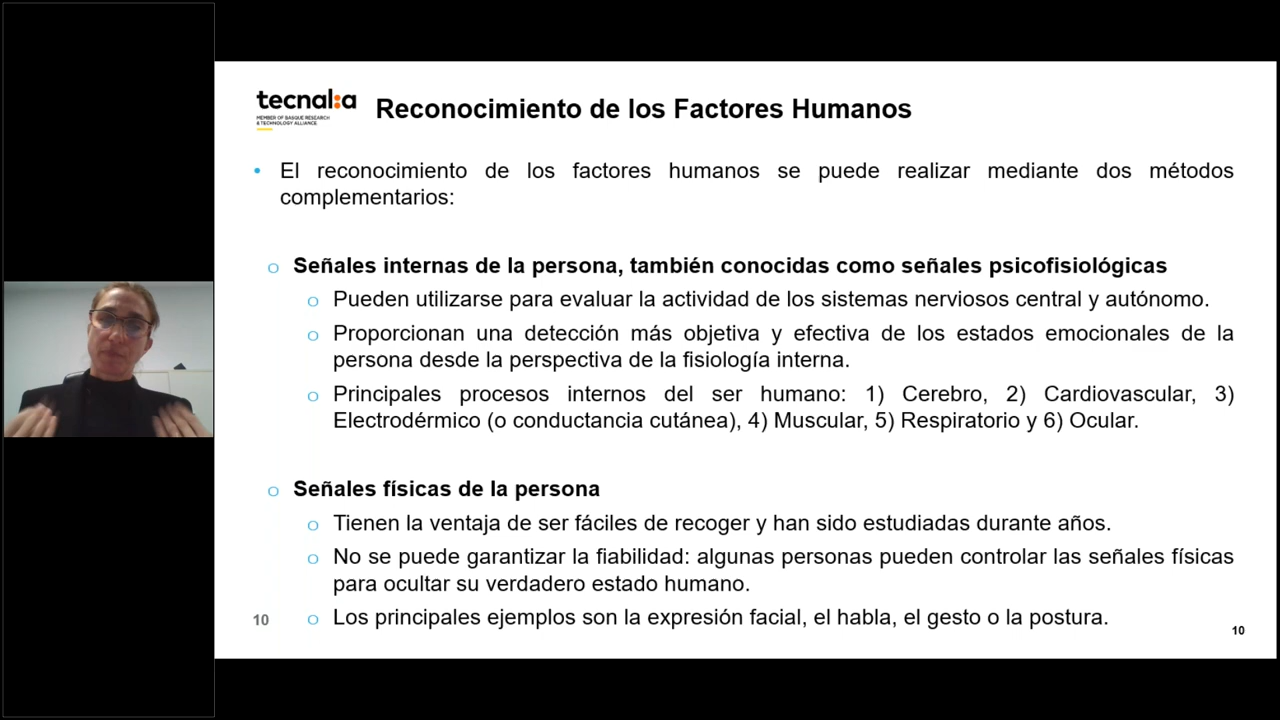 tecnal:a
MEMBER OF BASQUE RESEARCH
& TECHNOLOGY ALLIANCE
Reconocimiento de los Factores Humanos
• El reconocimiento de los factores humanos se puede realizar mediante dos métodos
complementarios:
o Señales internas de la persona, también conocidas como señales psicofisiológicas
o Pueden utilizarse para evaluar la actividad de los sistemas nerviosos central y autónomo.
o Proporcionan una detección más objetiva y efectiva de los estados emocionales de la
persona desde la perspectiva de la fisiología interna.
o Principales procesos internos del ser humano: 1) Cerebro, 2) Cardiovascular, 3)
Electrodérmico (o conductancia cutánea), 4) Muscular, 5) Respiratorio y 6) Ocular.
o Señales físicas de la persona
o Tienen la ventaja de ser fáciles de recoger y han sido estudiadas durante años.
o No se puede garantizar la fiabilidad: algunas personas pueden controlar las señales físicas
para ocultar su verdadero estado humano.
o Los principales ejemplos son la expresión facial, el habla, el gesto o la postura.
10
10